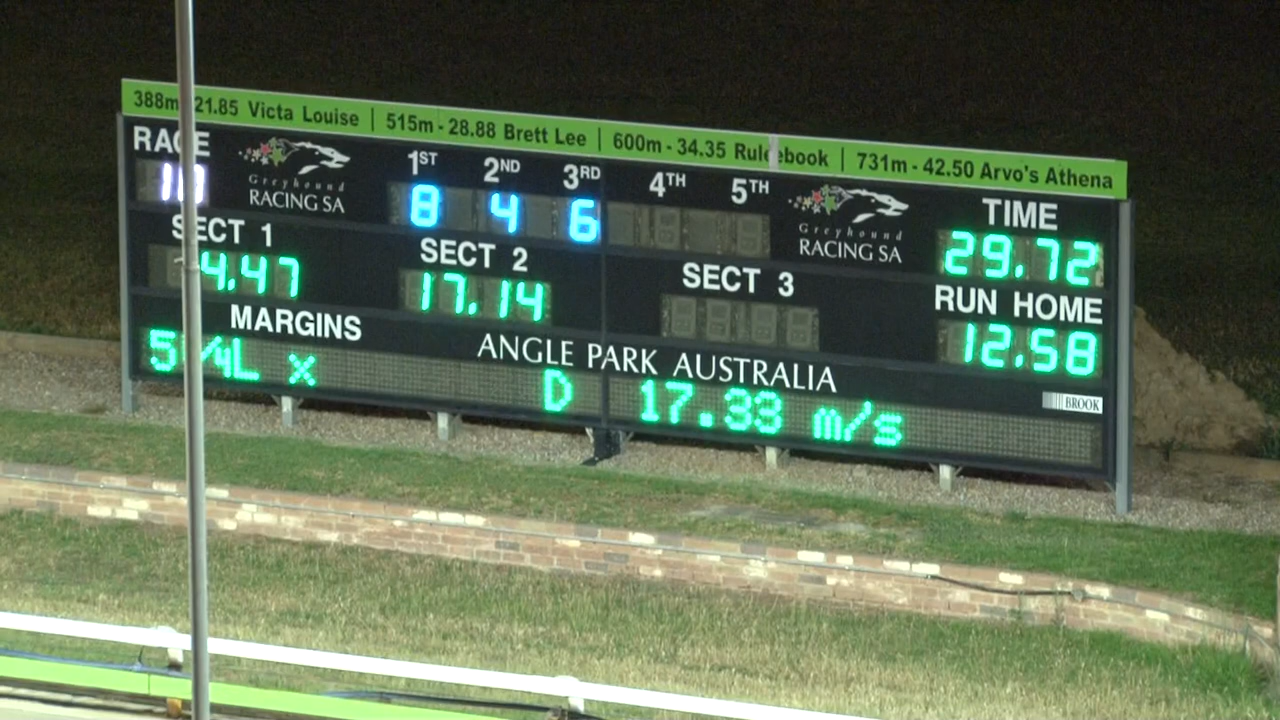 388m 21.85 Victa Louise | 515m - 28.88 Brett Lee | 600m - 34.35 Rulebook | 731m - 42.50 Arvo's Athena
RACE
Greyhound
RACING SA
1ST 2ND 3RD 4TH 5TH
8 4 6
Greyhound
RACING SA
TIME
29.72
SECT 1
4.47
SECT 2
17.14
SECT 3
RUN HOME
12.58
MARGINS
ANGLE PARK AUSTRALIA
BROOK
x D 17.33 m/s